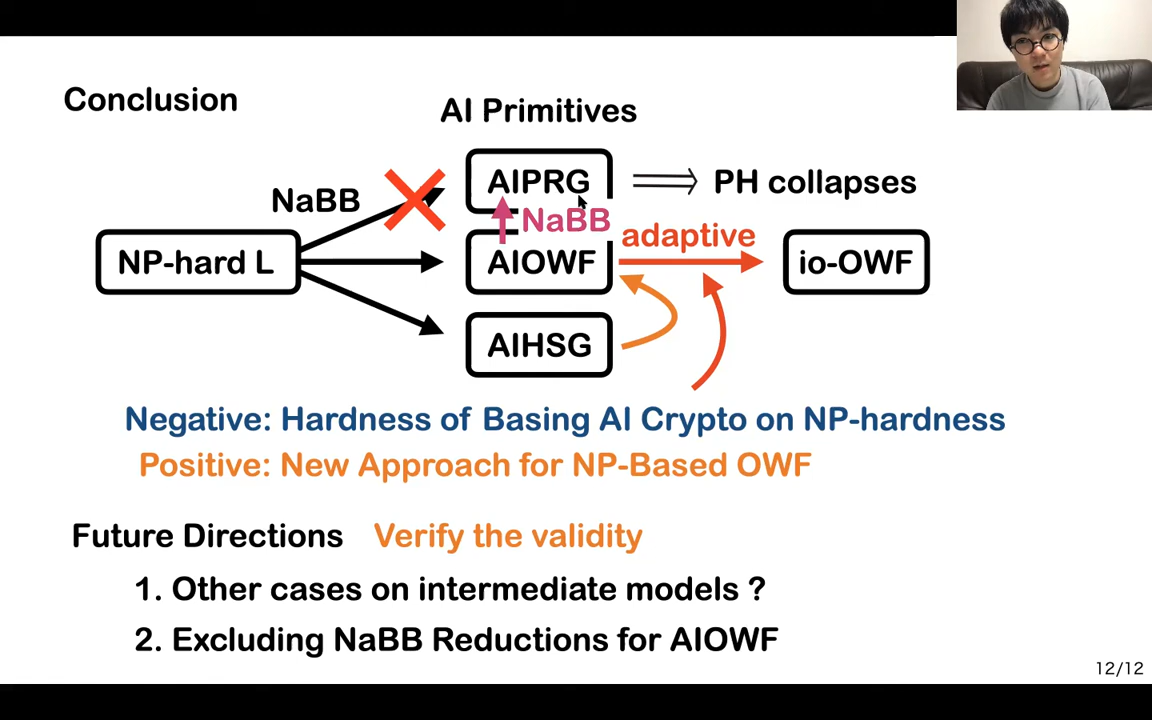 Conclusion
AI Primitives
NaBB
AIPRG
PH collapses
NaBB
adaptive
NP-hard L
AIOWF
io-OWF
AIHSG
Negative: Hardness of Basing AI Crypto on NP-hardness
Positive: New Approach for NP-Based OWF
Future Directions Verify the validity
1. Other cases on intermediate models ?
2. Excluding NaBB Reductions for AIOWF
12/12